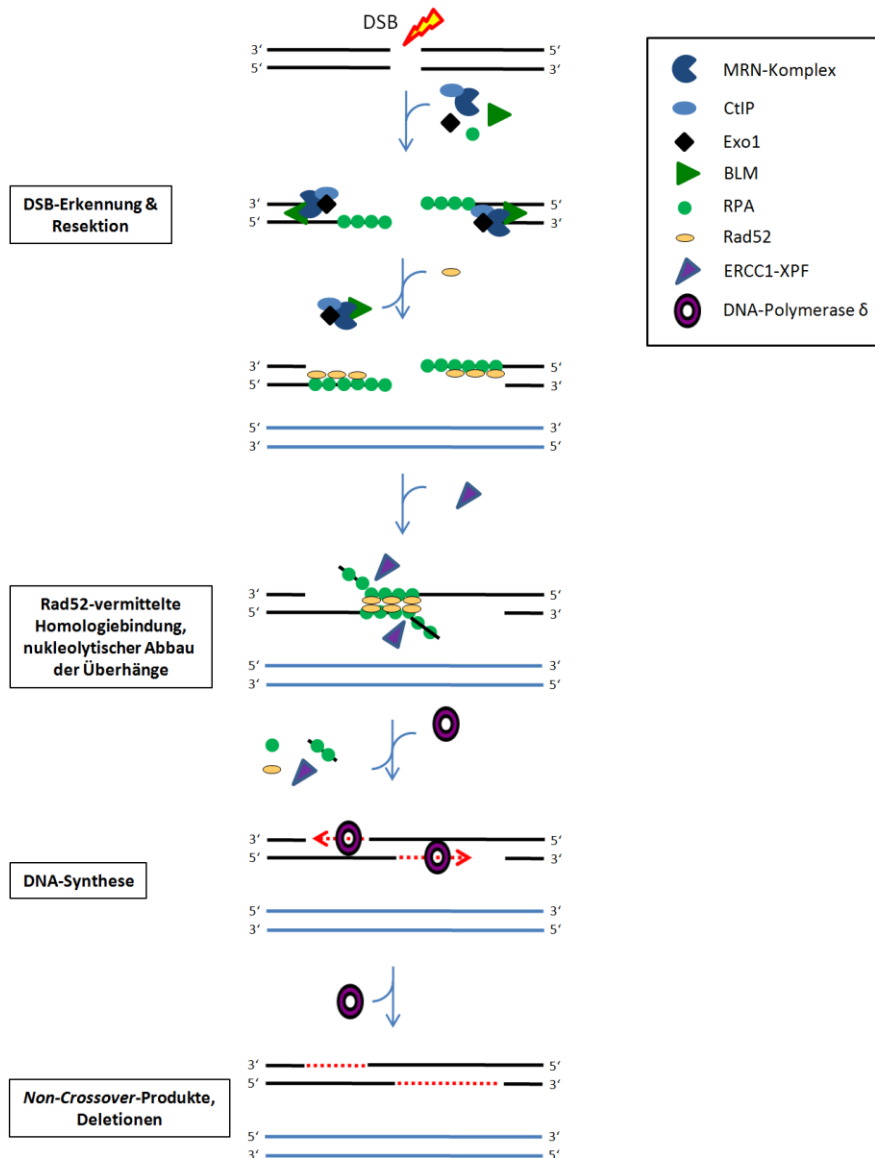 DSB
3‘ 5‘
5‘ 3‘
MRN-Komplex
CtIP
Exo1
BLM
RPA
Rad52
ERCC1-XPF
DNA-Polymerase δ
DSB-Erkennung &
Resektion
3‘ 5‘
5‘ 3‘
3‘ 5‘
5‘ 3‘
5‘ 3‘
3‘ 5‘
Rad52-vermittelte
Homologiebindung,
nukleolytischer Abbau
der Überhänge
3‘ 5‘
5‘ 3‘
5‘ 3‘
3‘ 5‘
DNA-Synthese
3‘ 5‘
5‘ 3‘
5‘ 3‘
3‘ 5‘
Non-Crossover-Produkte,
Deletionen
3‘ 5‘
5‘ 3‘
5‘ 3‘
3‘ 5‘